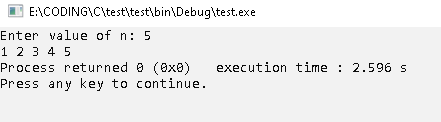 E:\CODING\C\test\test\bin\Debug\test.exe
Enter value of n: 5
1 2 3 4 5
Process returned 0 (0x0)   execution time : 2.596 s
Press any key to continue.